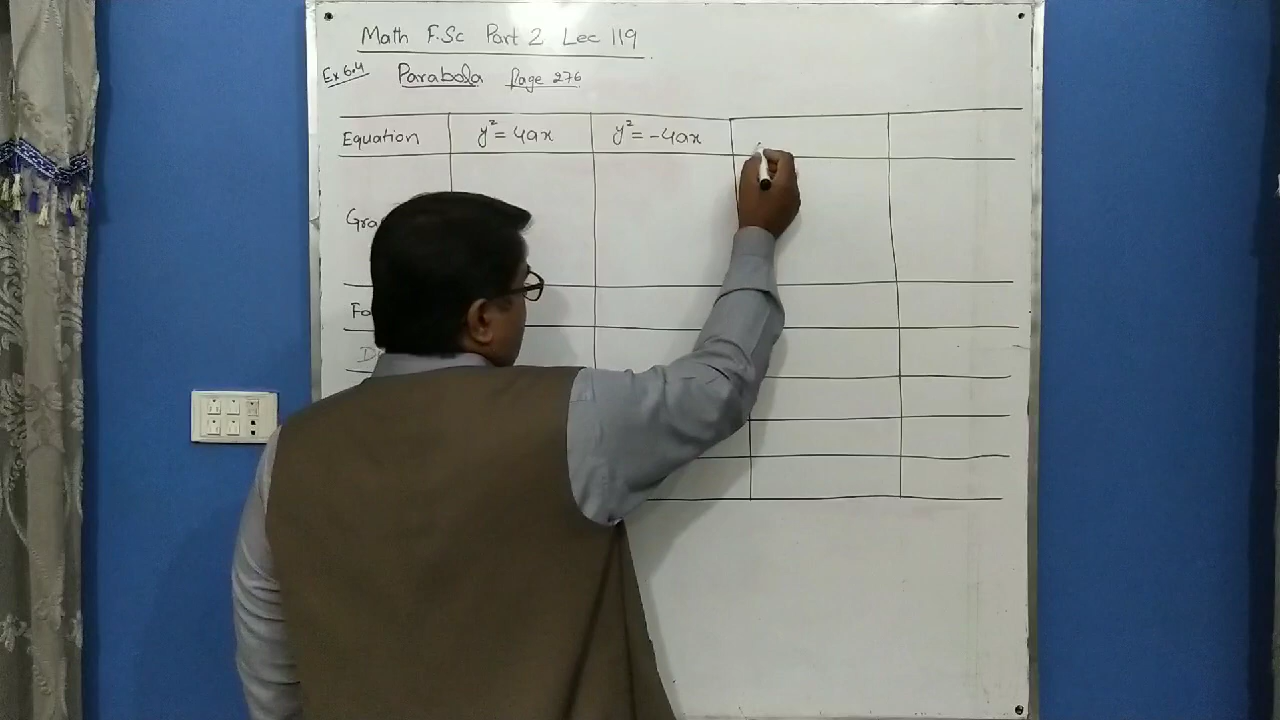 Math F.Sc Part 2 Lec 119
Ex 6.4 Parabola Page 276
Equation y² = 4ax y² = -4ax